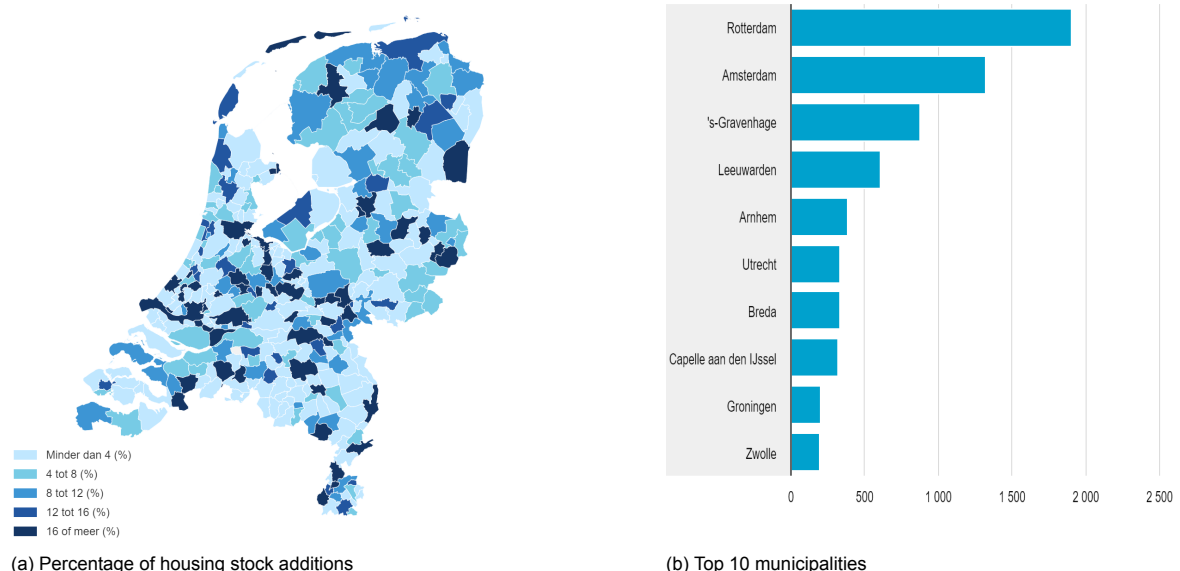 Minder dan 4 (%)
4 tot 8 (%)
8 tot 12 (%)
12 tot 16 (%)
16 of meer (%)
(a) Percentage of housing stock additions
Rotterdam
Amsterdam
's-Gravenhage
Leeuwarden
Arnhem
Utrecht
Breda
Capelle aan den IJssel
Groningen
Zwolle
0 500 1 000 1 500 2 000 2 500
(b) Top 10 municipalities